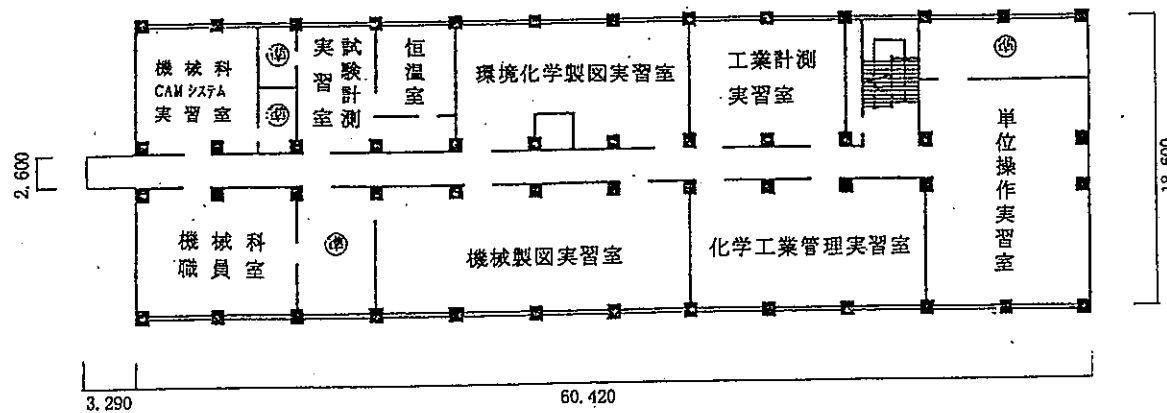 機械科
CAMシステム
実習室
試験計測
実習室
恒温室
環境化学製図実習室
工業計測
実習室
単位操作実習室
2.600
機械科
職員室
準
機械製図実習室
化学工業管理実習室
3.290
60.420